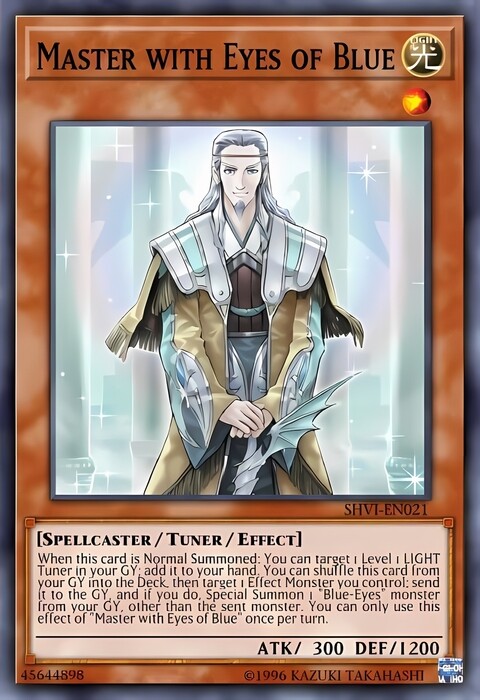 MASTER WITH EYES OF BLUE
LIGHT
光
SHVI-EN021
[SPELLCASTER / TUNER / EFFECT]
When this card is Normal Summoned: You can target 1 Level 1 LIGHT
Tuner in your GY; add it to your hand. You can shuffle this card from
your GY into the Deck, then target 1 Effect Monster you control; send
it to the GY, and if you do, Special Summon 1 "Blue-Eyes" monster
from your GY, other than the sent monster. You can only use this
effect of "Master with Eyes of Blue" once per turn.
ATK/ 300 DEF/1200
45644898
©1996 KAZUKI TAKAHASHI